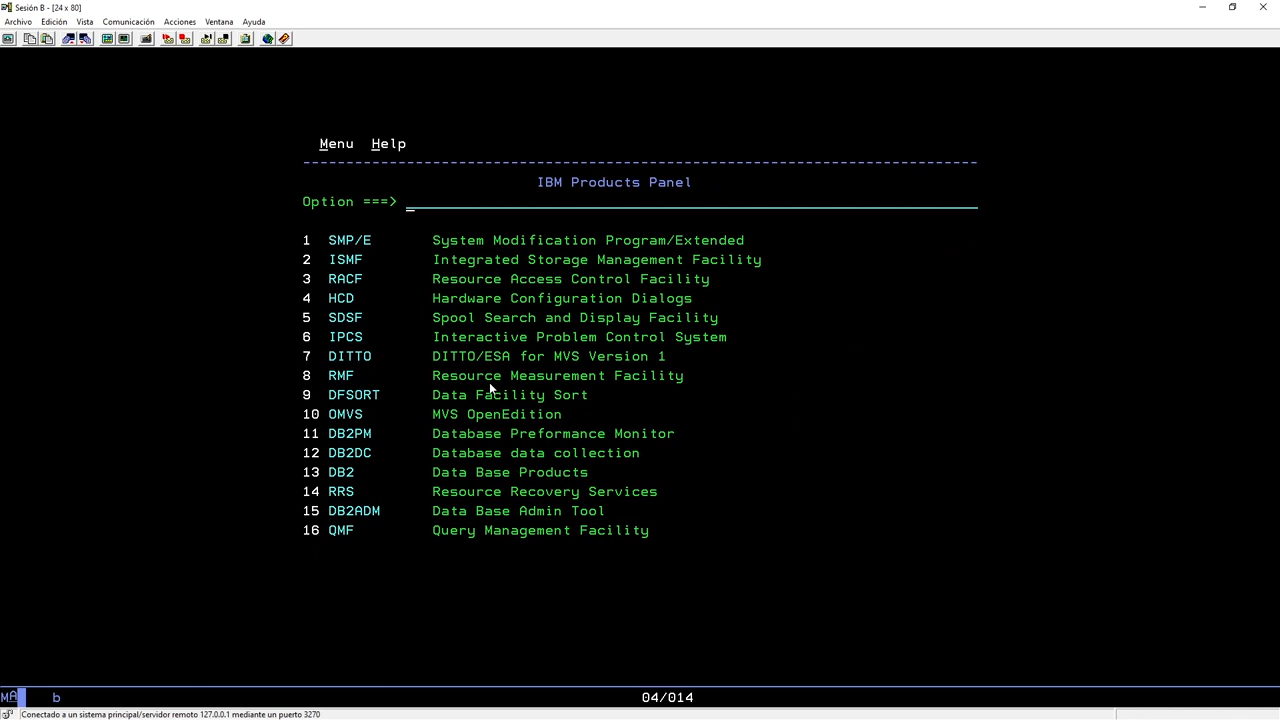 Sesión B - [24 x 80]
Archivo Edición Vista Comunicación Acciones Ventana Ayuda
Menu Help
--------------------------------------------------------------------------------
IBM Products Panel
Option ===>
1 SMP/E System Modification Program/Extended
2 ISMF Integrated Storage Management Facility
3 RACF Resource Access Control Facility
4 HCD Hardware Configuration Dialogs
5 SDSF Spool Search and Display Facility
6 IPCS Interactive Problem Control System
7 DITTO DITTO/ESA for MVS Version 1
8 RMF Resource Measurement Facility
9 DFSORT Data Facility Sort
10 OMVS MVS OpenEdition
11 DB2PM Database Preformance Monitor
12 DB2DC Database data collection
13 DB2 Data Base Products
14 RRS Resource Recovery Services
15 DB2ADM Data Base Admin Tool
16 QMF Query Management Facility
MA b 04/014
Conectado a un sistema principal/servidor remoto 127.0.0.1 mediante un puerto 3270